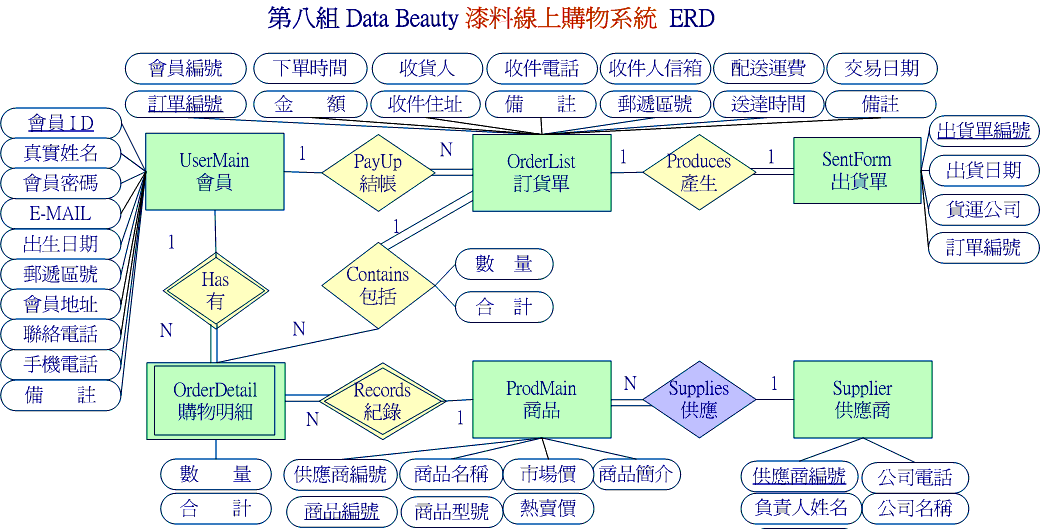 第八組 Data Beauty 漆料線上購物系統 ERD
會員編號 下單時間 收貨人 收件電話 收件人信箱 配送運費 交易日期
訂單編號 金 額 收件住址 備 註 郵遞區號 送達時間 備註
會員ID
真實姓名
會員密碼
E-MAIL
出生日期
郵遞區號
會員地址
聯絡電話
手機電話
備 註
UserMain
會員
1
PayUp
結帳
N
OrderList
訂貨單
1
Produces
產生
1
SentForm
出貨單
出貨單編號
出貨日期
貨運公司
訂單編號
1
Has
有
N
1
Contains
包括
N
數 量
合 計
OrderDetail
購物明細
N
Records
紀錄
1
ProdMain
商品
N
Supplies
供應
1
Supplier
供應商
數 量
合 計
供應商編號 商品名稱 市場價 商品簡介
商品編號 商品型號 熱賣價
供應商編號 公司電話
負責人姓名 公司名稱